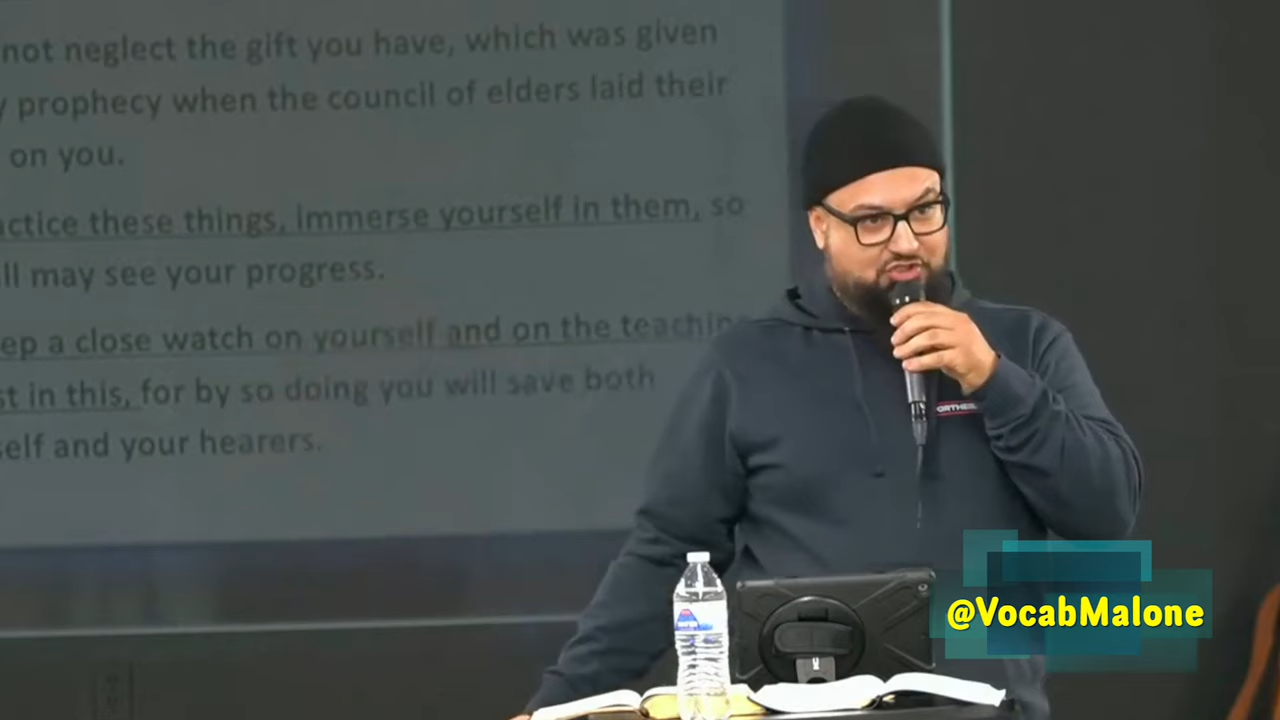 not neglect the gift you have, which was given
prophecy when the council of elders laid their
on you.
actice these things, immerse yourself in them, so
ll may see your progress.
ep a close watch on yourself and on the teaching
st in this, for by so doing you will save both
self and your hearers.
@VocabMalone